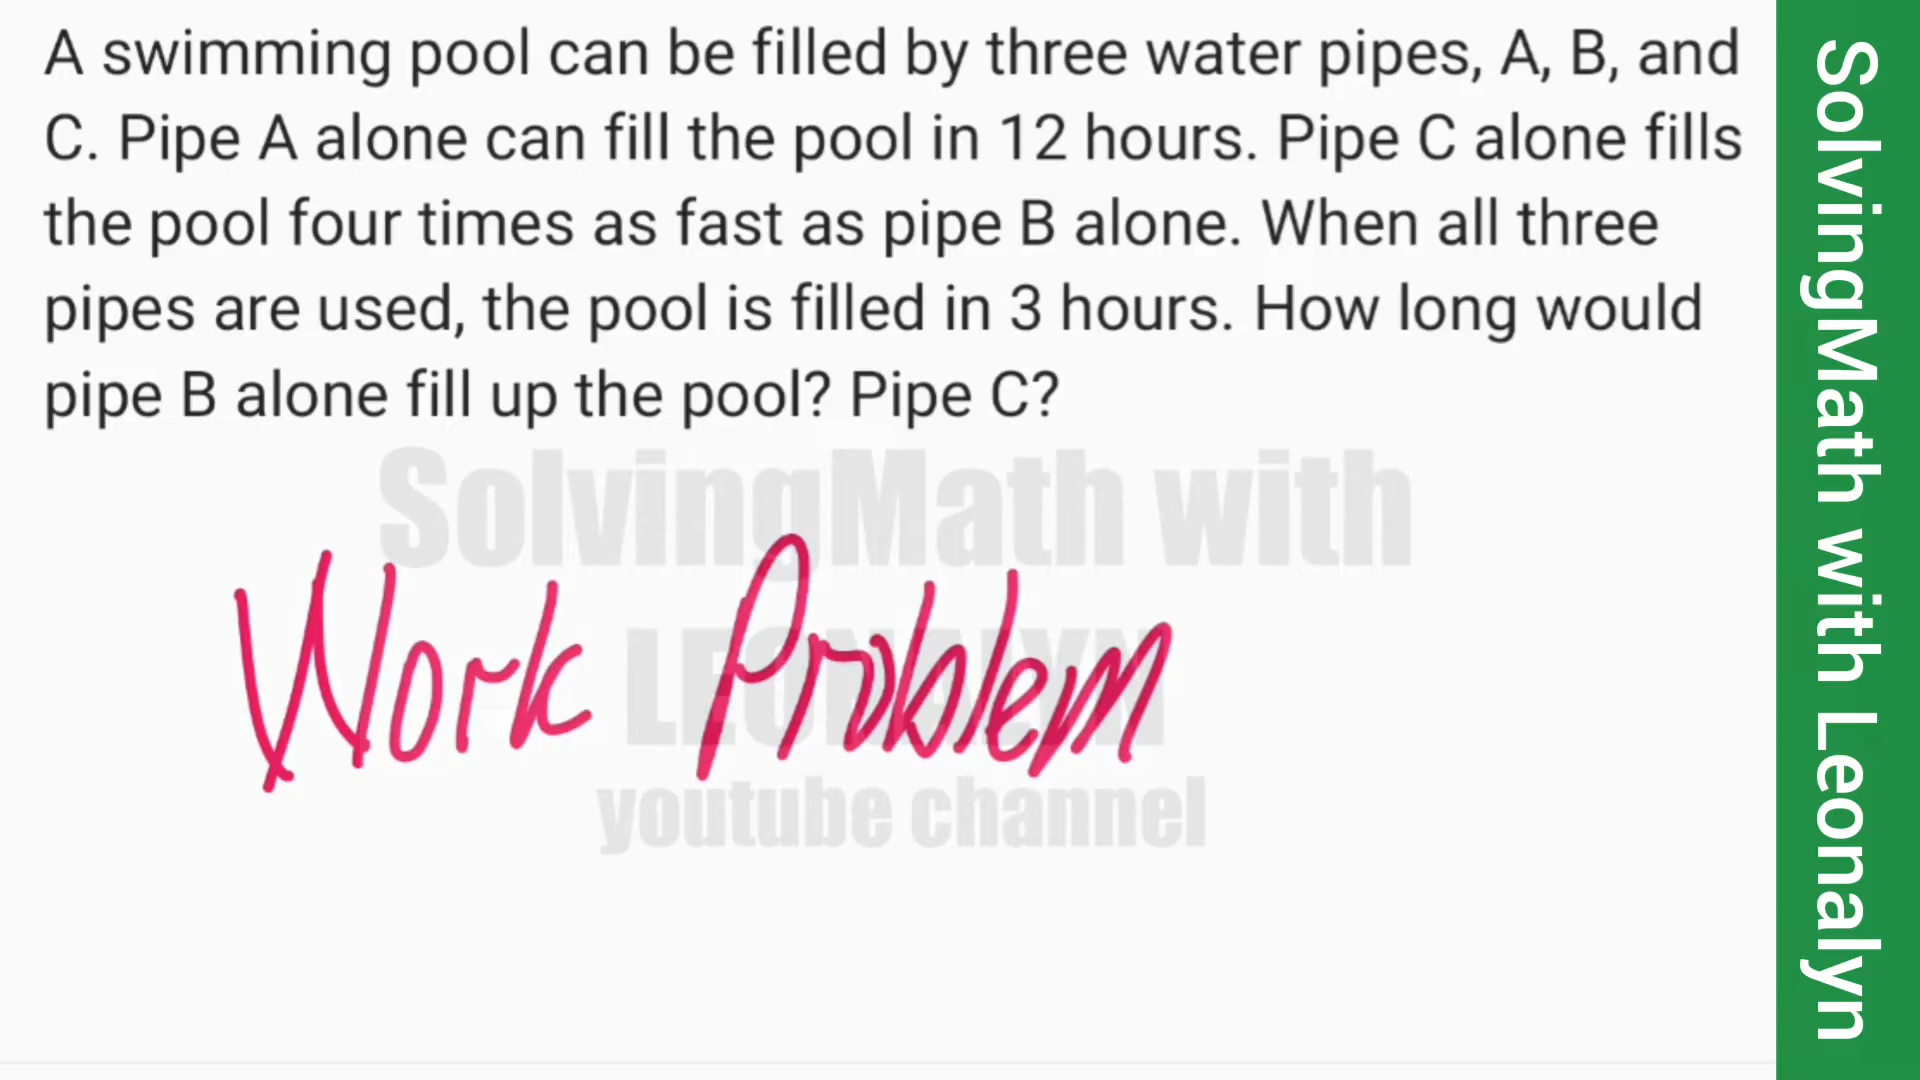 A swimming pool can be filled by three water pipes, A, B, and
C. Pipe A alone can fill the pool in 12 hours. Pipe C alone fills
the pool four times as fast as pipe B alone. When all three
pipes are used, the pool is filled in 3 hours. How long would
pipe B alone fill up the pool? Pipe C?
SolvingMath with
LEONALYN
youtube channel
Work Problem
SolvingMath with Leonalyn